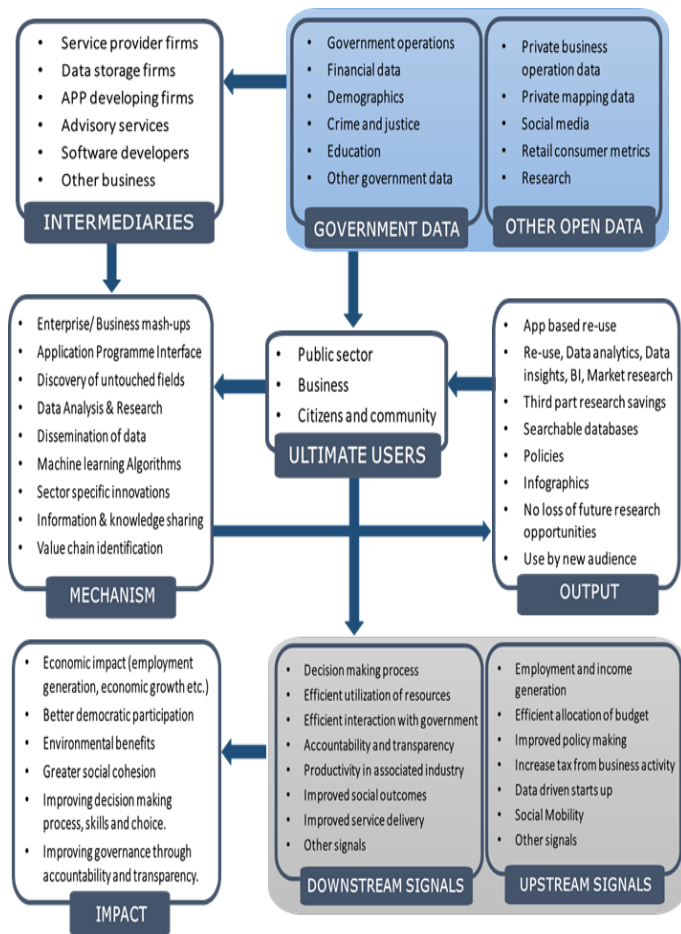 Service provider firms
Data storage firms
APP developing firms
Advisory services
Software developers
Other business
INTERMEDIARIES
Government operations
Financial data
Demographics
Crime and justice
Education
Other government data
GOVERNMENT DATA
Private business
operation data
Private mapping data
Social media
Retail consumer metrics
Research
OTHER OPEN DATA
Enterprise/ Business mash-ups
Application Programme Interface
Discovery of untouched fields
Data Analysis & Research
Dissemination of data
Machine learning Algorithms
Sector specific innovations
Information & knowledge sharing
Value chain identification
MECHANISM
Public sector
Business
Citizens and community
ULTIMATE USERS
App based re-use
Re-use, Data analytics, Data
insights, BI, Market research
Third part research savings
Searchable databases
Policies
Infographics
No loss of future research
opportunities
Use by new audience
OUTPUT
Economic impact (employment
generation, economic growth etc.)
Better democratic participation
Environmental benefits
Greater social cohesion
Improving decision making
process, skills and choice.
Improving governance through
accountability and transparency.
IMPACT
Decision making process
Efficient utilization of resources
Efficient interaction with government
Accountability and transparency
Productivity in associated industry
Improved social outcomes
Improved service delivery
Other signals
DOWNSTREAM SIGNALS
Employment and income
generation
Efficient allocation of budget
Improved policy making
Increase tax from business activity
Data driven starts up
Social Mobility
Other signals
UPSTREAM SIGNALS